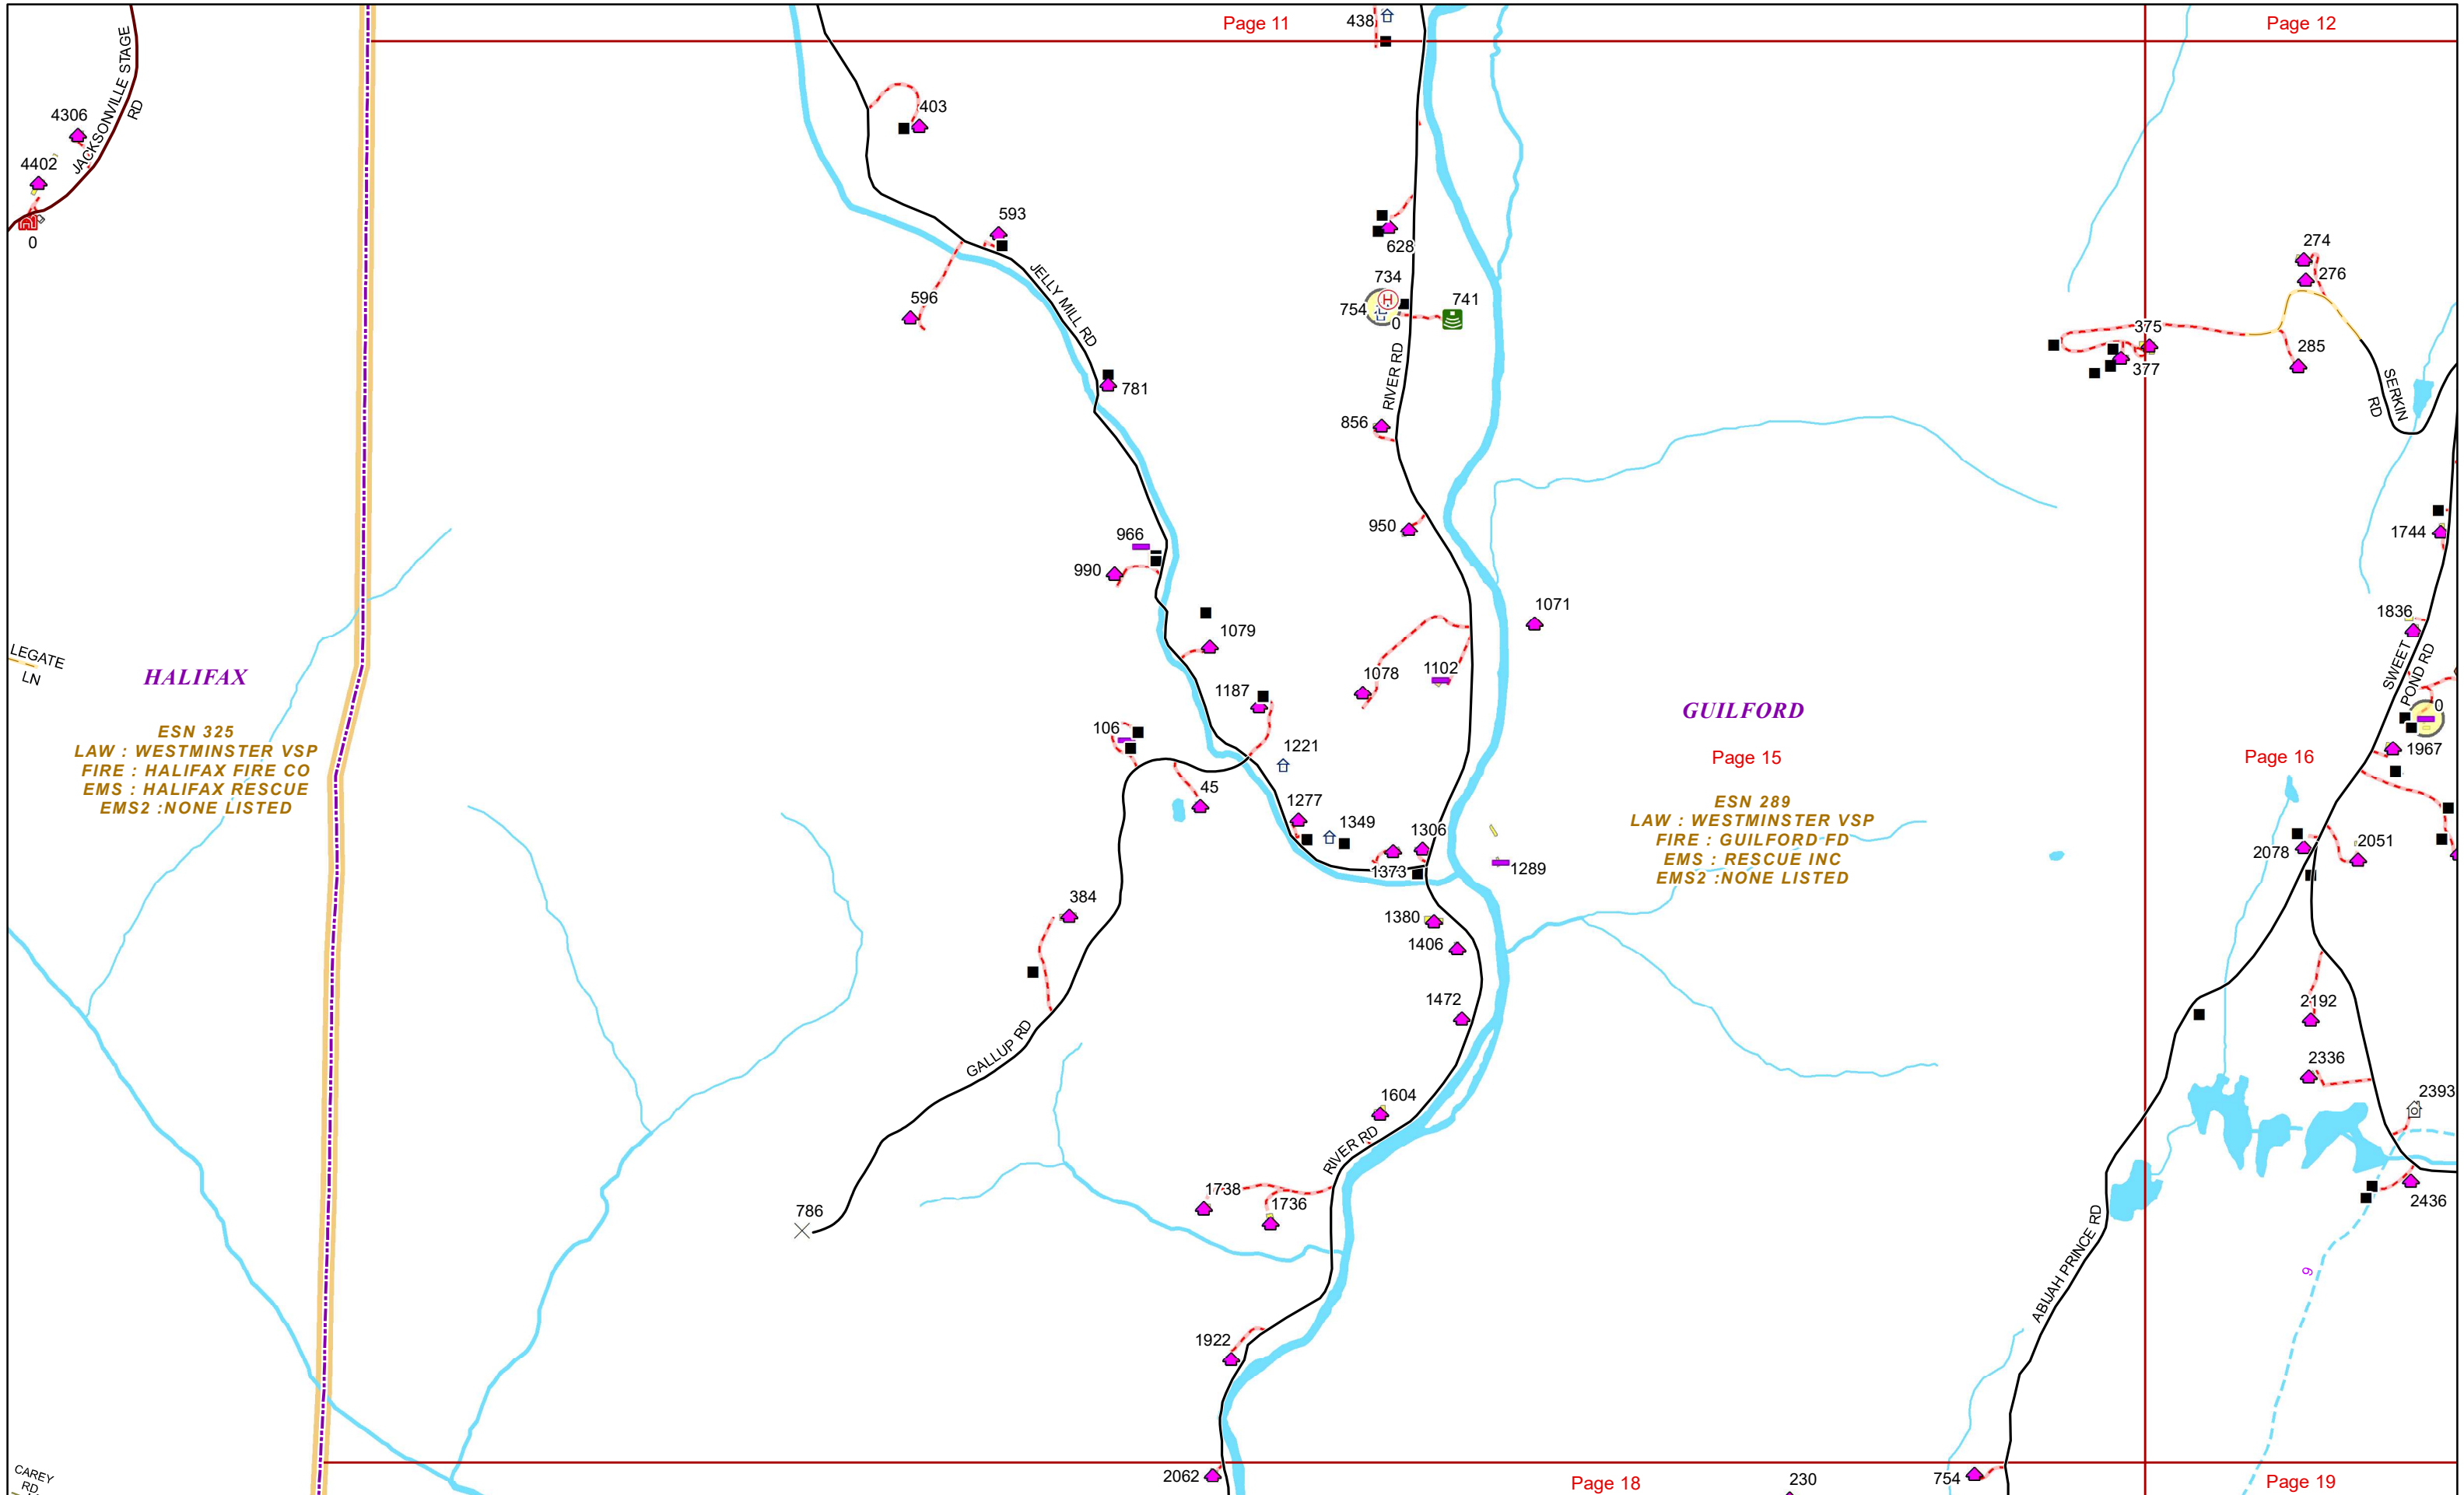 Page 11
438
Page 12
JACKSONVILLE STAGE
RD
403
4306
4402
0
593
628
274
276
734
754
0
741
596
JELLY MILL RD
375
377
285
RIVER RD
781
SERKIN
RD
856
950
966
990
1744
1071
1836
1079
LEGATE
LN
HALIFAX
1078
1102
SWEET
POND RD
1187
GUILFORD
0
106
1221
1967
ESN 325
LAW : WESTMINSTER VSP
FIRE : HALIFAX FIRE CO
EMS : HALIFAX RESCUE
EMS2 :NONE LISTED
Page 15
Page 16
45
1277
1349
1306
1373
1289
ESN 289
LAW : WESTMINSTER VSP
FIRE : GUILFORD FD
EMS : RESCUE INC
EMS2 :NONE LISTED
2078
2051
384
1380
1406
1472
2192
GALLUP RD
2336
1604
2393
RIVER RD
1738
1736
2436
786
ABIJAH PRINCE RD
9
1922
CAREY
RD
2062
Page 18
230
754
Page 19
H